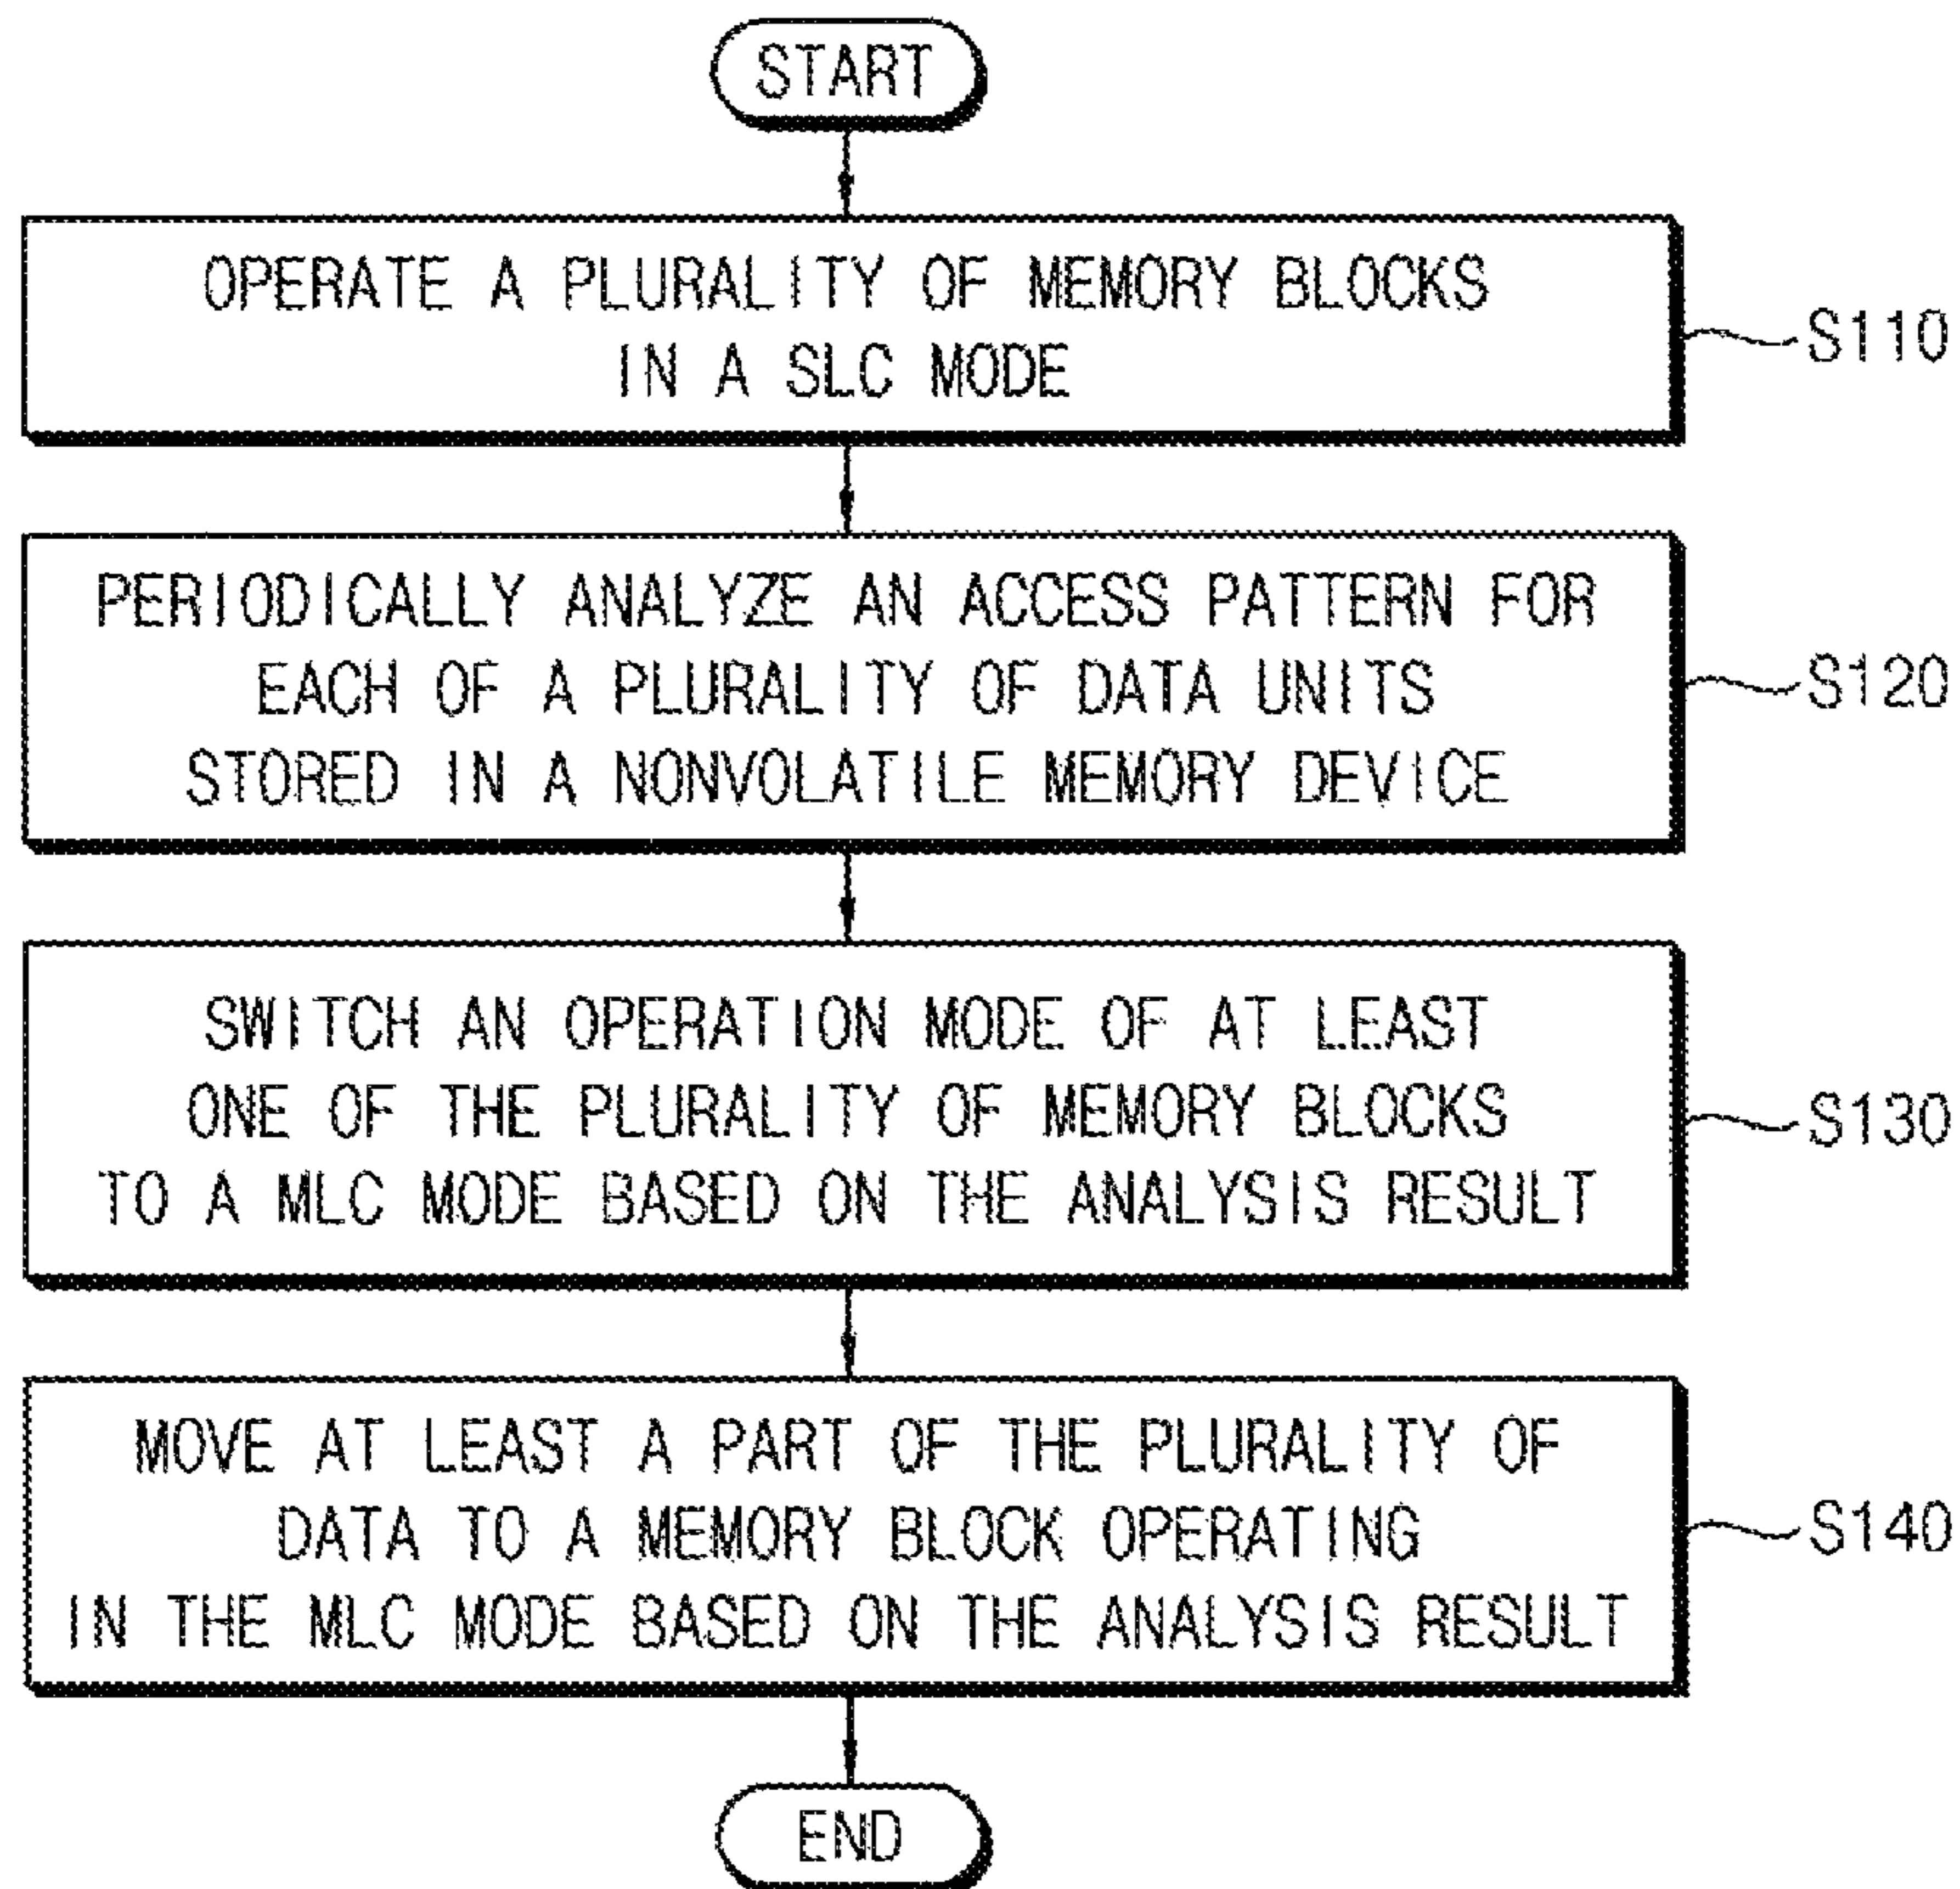 START
OPERATE A PLURALITY OF MEMORY BLOCKS
IN A SLC MODE
S110
PERIODICALLY ANALYZE AN ACCESS PATTERN FOR
EACH OF A PLURALITY OF DATA UNITS
STORED IN A NONVOLATILE MEMORY DEVICE
S120
SWITCH AN OPERATION MODE OF AT LEAST
ONE OF THE PLURALITY OF MEMORY BLOCKS
TO A MLC MODE BASED ON THE ANALYSIS RESULT
S130
MOVE AT LEAST A PART OF THE PLURALITY OF
DATA TO A MEMORY BLOCK OPERATING
IN THE MLC MODE BASED ON THE ANALYSIS RESULT
S140
END